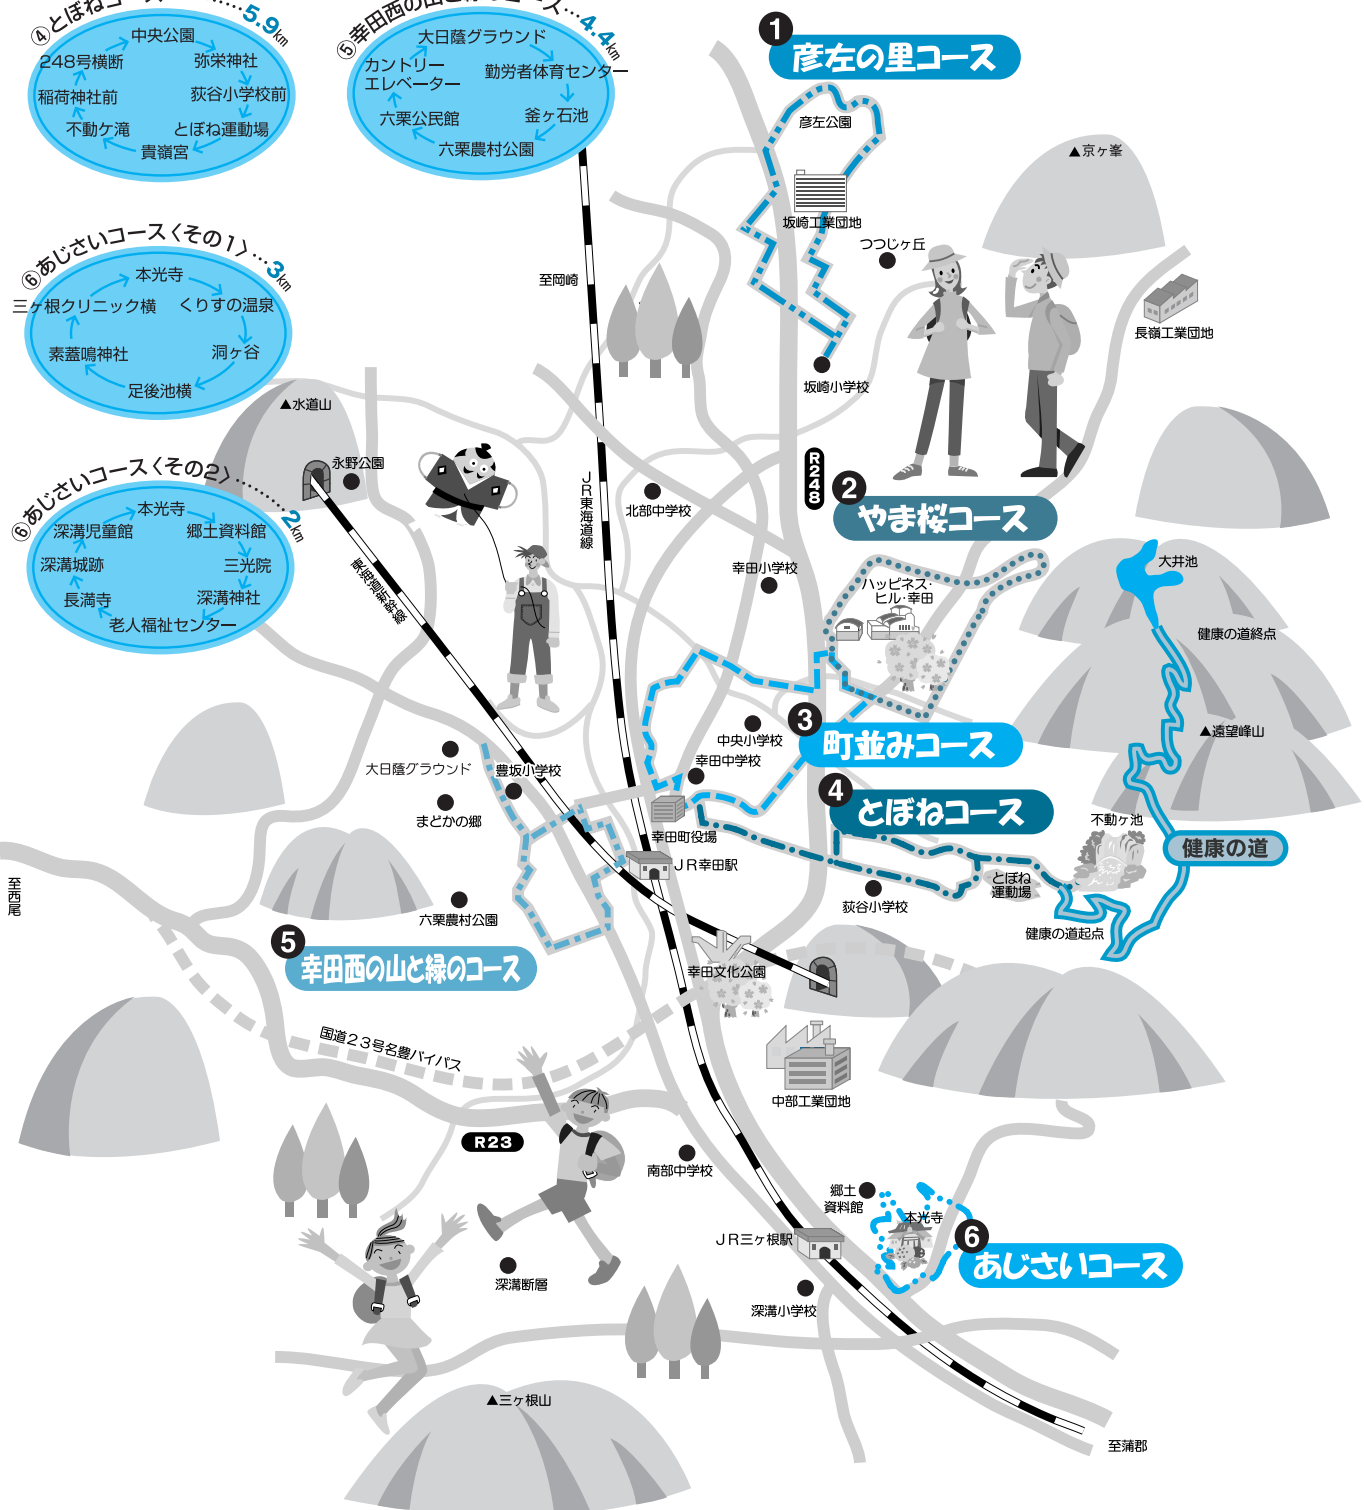 ④とぼねコース……5.9km
中央公園
弥栄神社
荻谷小学校前
とぼね運動場
貴嶺宮
不動ケ滝
稲荷神社前
248号横断
⑤幸田西の山と緑のコース…4.4km
大日蔭グラウンド
勤労者体育センター
釜ヶ石池
六栗農村公園
六栗公民館
カントリー
エレベーター
⑥あじさいコース〈その1〉…3km
本光寺
くりすの温泉
洞ヶ谷
足後池横
素蓋鳴神社
三ヶ根クリニック横
⑥あじさいコース〈その2〉………2km
本光寺
郷土資料館
三光院
深溝神社
老人福祉センター
長満寺
深溝城跡
深溝児童館
1
彦左の里コース
彦左公園
坂崎工業団地
つつじヶ丘
坂崎小学校
▲京ヶ峯
長嶺工業団地
至岡崎
JR東海道線
▲水道山
永野公園
東海道新幹線
北部中学校
R248
2
やま桜コース
幸田小学校
ハッピネス・
ヒル・幸田
大井池
健康の道終点
▲遠望峰山
3
町並みコース
中央小学校
幸田中学校
4
とぼねコース
幸田町役場
JR幸田駅
荻谷小学校
とぼね
運動場
不動ヶ池
健康の道
健康の道起点
大日蔭グラウンド
豊坂小学校
まどかの郷
六栗農村公園
5
幸田西の山と緑のコース
至西尾
国道23号名豊バイパス
幸田文化公園
中部工業団地
R23
南部中学校
郷土
資料館
本光寺
6
あじさいコース
JR三ヶ根駅
深溝断層
深溝小学校
▲三ヶ根山
至蒲郡